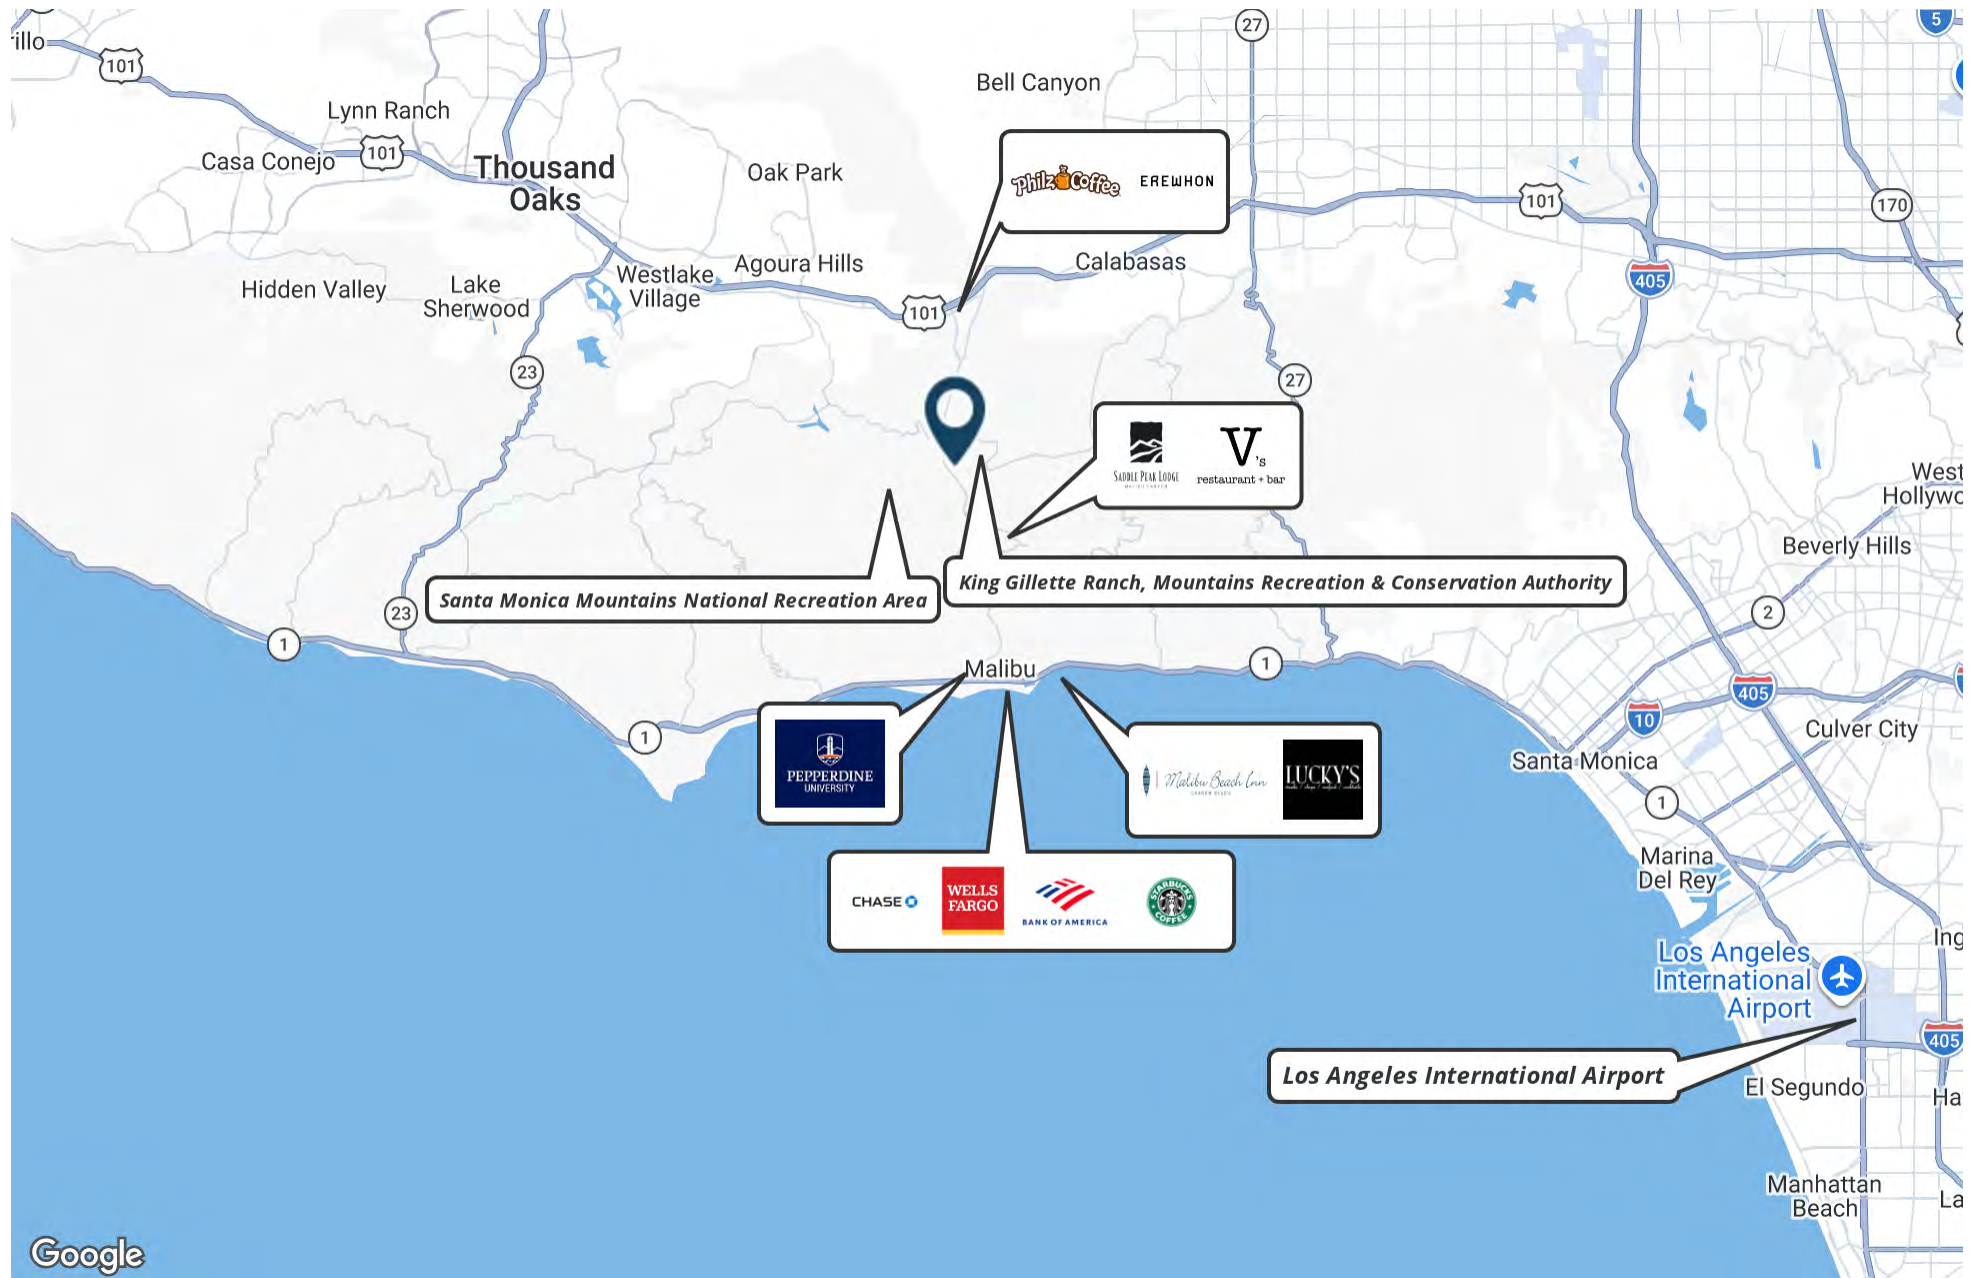 27
5
rillo
101
Bell Canyon
Lynn Ranch
101
Casa Conejo
Thousand
Oaks
Oak Park
Philz Coffee
EREWHON
101
170
Hidden Valley
Lake
Sherwood
Westlake
Village
Agoura Hills
Calabasas
405
101
23
27
SADDLE PEAK LODGE
V's
restaurant + bar
West
Hollywo
Beverly Hills
Santa Monica Mountains National Recreation Area
King Gillette Ranch, Mountains Recreation & Conservation Authority
23
2
1
Malibu
1
405
1
10
Culver City
PEPPERDINE
UNIVERSITY
Malibu Beach Inn
LUCKY'S
Santa Monica
1
CHASE
WELLS
FARGO
BANK OF AMERICA
STARBUCKS
COFFEE
Marina
Del Rey
Ing
Los Angeles
International
Airport
405
Los Angeles International Airport
El Segundo
Ha
Manhattan
Beach
La
Google